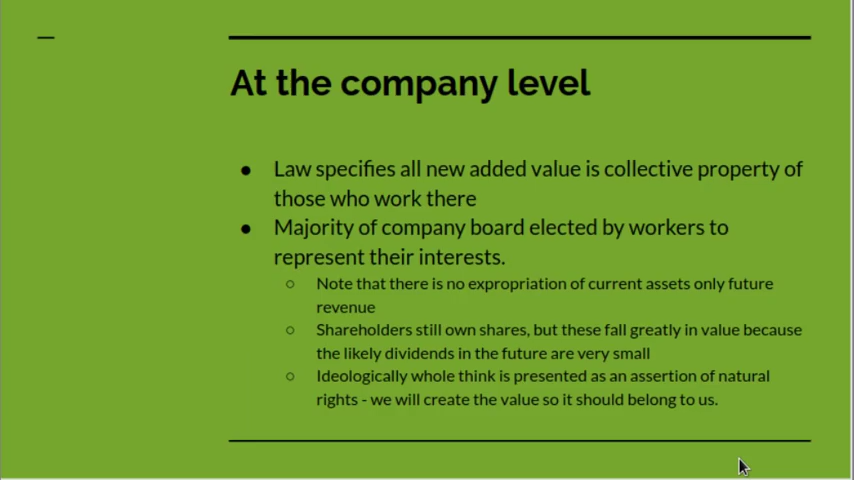 At the company level
● Law specifies all new added value is collective property of
those who work there
● Majority of company board elected by workers to
represent their interests.
○ Note that there is no expropriation of current assets only future
revenue
○ Shareholders still own shares, but these fall greatly in value because
the likely dividends in the future are very small
○ Ideologically whole think is presented as an assertion of natural
rights - we will create the value so it should belong to us.